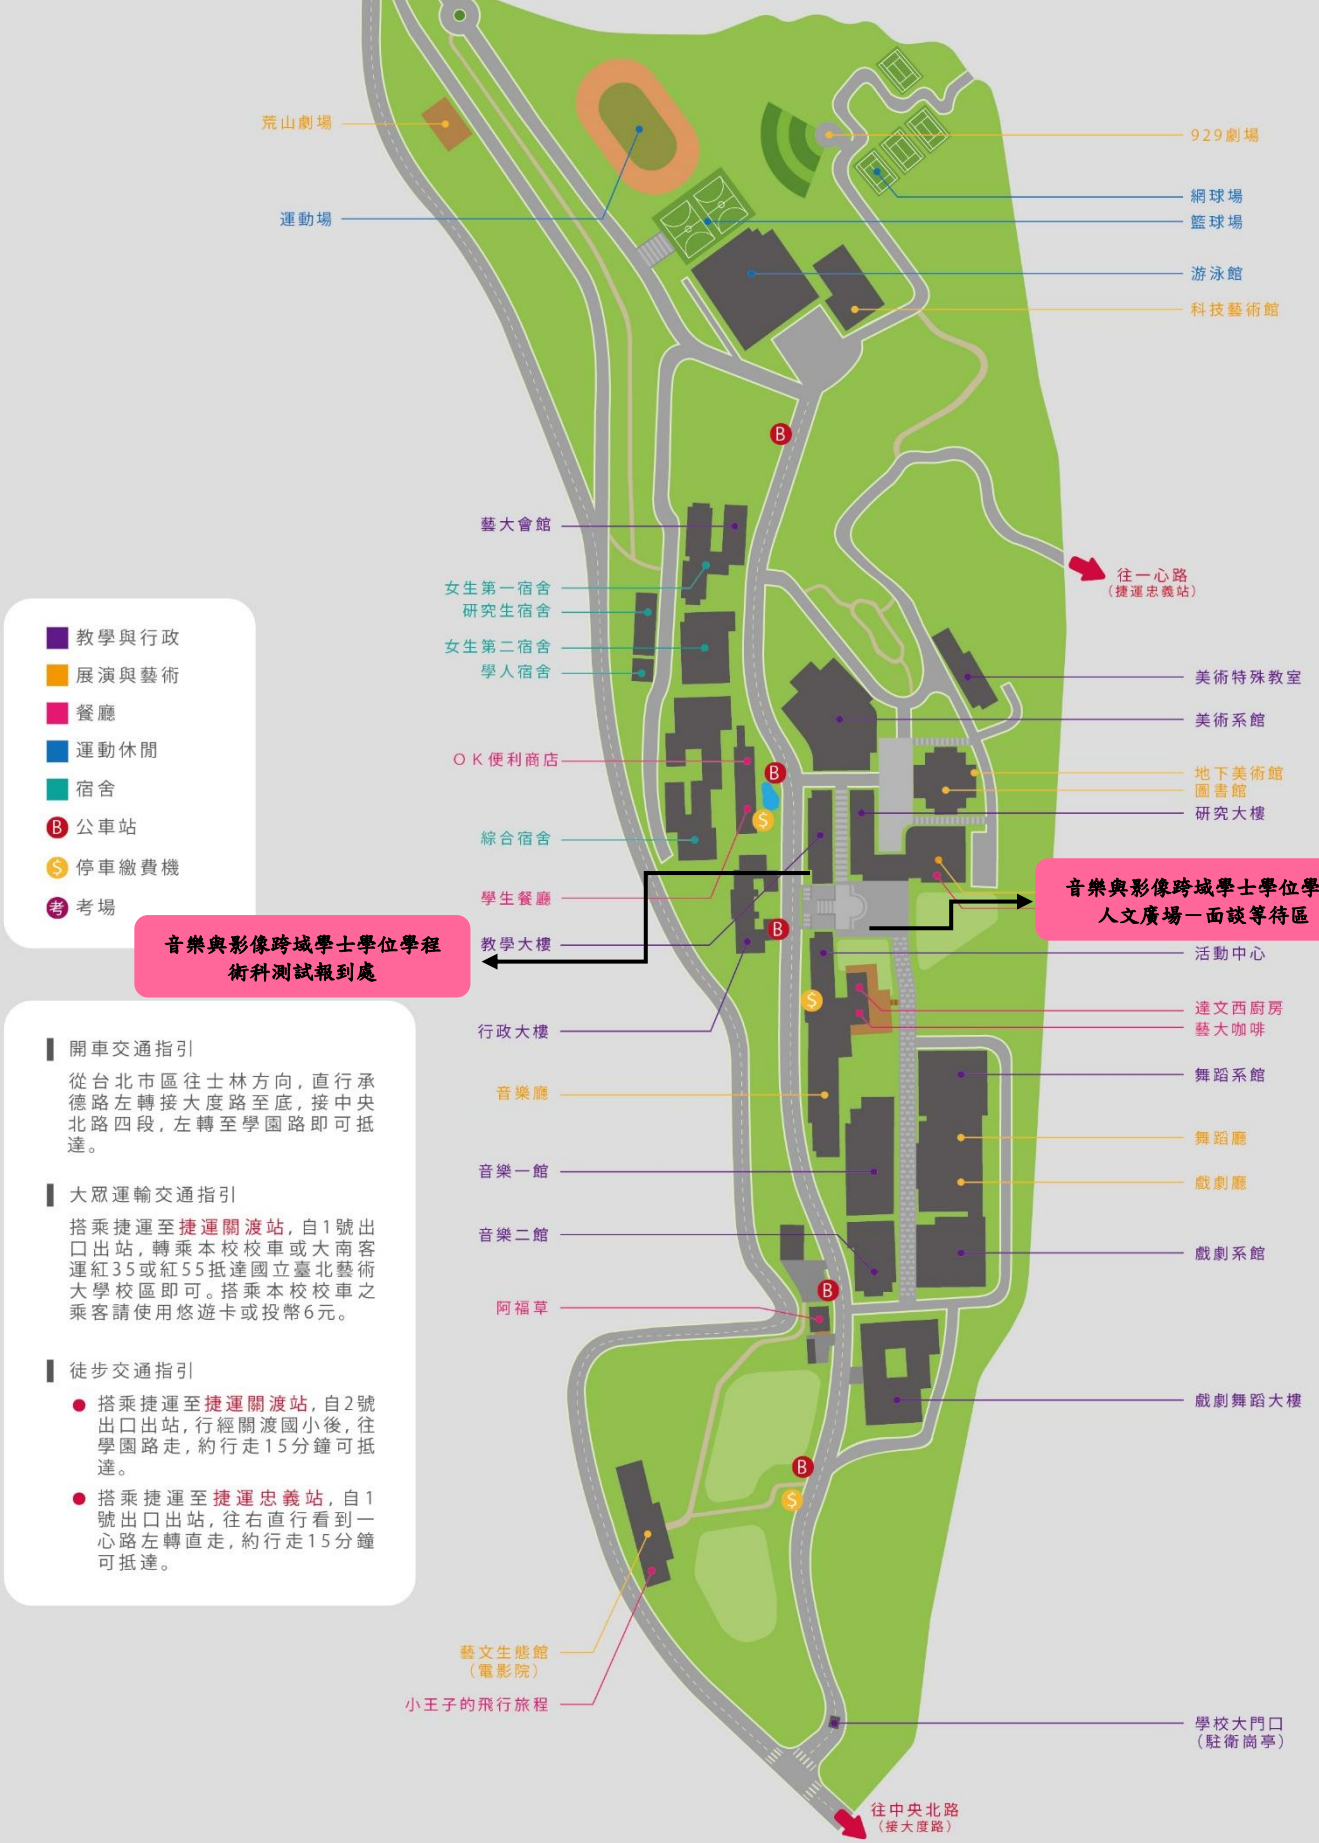 荒山劇場
運動場
929劇場
網球場
籃球場
游泳館
科技藝術館
B
藝大會館
女生第一宿舍
研究生宿舍
女生第二宿舍
學人宿舍
往一心路
（捷運忠義站）
教學與行政
展演與藝術
餐廳
運動休閒
宿舍
B 公車站
$ 停車繳費機
考 考場
美術特殊教室
美術系館
OK便利商店
B
地下美術館
圖書館
研究大樓
$
綜合宿舍
學生餐廳
音樂與影像跨域學士學位學
人文廣場－面談等待區
音樂與影像跨域學士學位學程
術科測試報到處
教學大樓
B
活動中心
$
達文西廚房
藝大咖啡
行政大樓
舞蹈系館
音樂廳
舞蹈廳
音樂一館
戲劇廳
音樂二館
戲劇系館
B
阿福草
戲劇舞蹈大樓
B
$
開車交通指引
從台北市區往士林方向，直行承
德路左轉接大度路至底，接中央
北路四段，左轉至學園路即可抵
達。
大眾運輸交通指引
搭乘捷運至捷運關渡站，自1號出
口出站，轉乘本校校車或大南客
運紅35或紅55抵達國立臺北藝術
大學校區即可。搭乘本校校車之
乘客請使用悠遊卡或投幣6元。
徒步交通指引
搭乘捷運至捷運關渡站，自2號
出口出站，行經關渡國小後，往
學園路走，約行走15分鐘可抵
達。
搭乘捷運至捷運忠義站，自1
號出口出站，往右直行看到一
心路左轉直走，約行走15分鐘
可抵達。
藝文生態館
（電影院）
小王子的飛行旅程
學校大門口
（駐衛崗亭）
往中央北路
（接大度路）